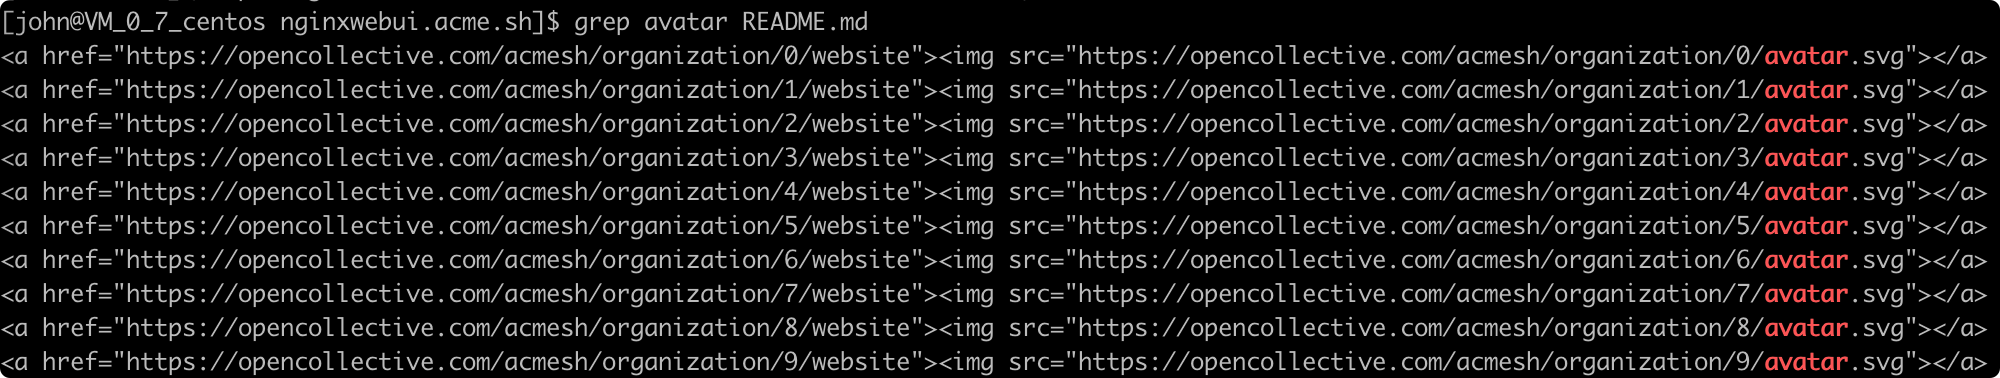 [john@VM_0_7_centos nginxwebui.acme.sh]$ grep avatar README.md
<a href="https://opencollective.com/acmesh/organization/0/website"><img src="https://opencollective.com/acmesh/organization/0/avatar.svg"></a>
<a href="https://opencollective.com/acmesh/organization/1/website"><img src="https://opencollective.com/acmesh/organization/1/avatar.svg"></a>
<a href="https://opencollective.com/acmesh/organization/2/website"><img src="https://opencollective.com/acmesh/organization/2/avatar.svg"></a>
<a href="https://opencollective.com/acmesh/organization/3/website"><img src="https://opencollective.com/acmesh/organization/3/avatar.svg"></a>
<a href="https://opencollective.com/acmesh/organization/4/website"><img src="https://opencollective.com/acmesh/organization/4/avatar.svg"></a>
<a href="https://opencollective.com/acmesh/organization/5/website"><img src="https://opencollective.com/acmesh/organization/5/avatar.svg"></a>
<a href="https://opencollective.com/acmesh/organization/6/website"><img src="https://opencollective.com/acmesh/organization/6/avatar.svg"></a>
<a href="https://opencollective.com/acmesh/organization/7/website"><img src="https://opencollective.com/acmesh/organization/7/avatar.svg"></a>
<a href="https://opencollective.com/acmesh/organization/8/website"><img src="https://opencollective.com/acmesh/organization/8/avatar.svg"></a>
<a href="https://opencollective.com/acmesh/organization/9/website"><img src="https://opencollective.com/acmesh/organization/9/avatar.svg"></a>